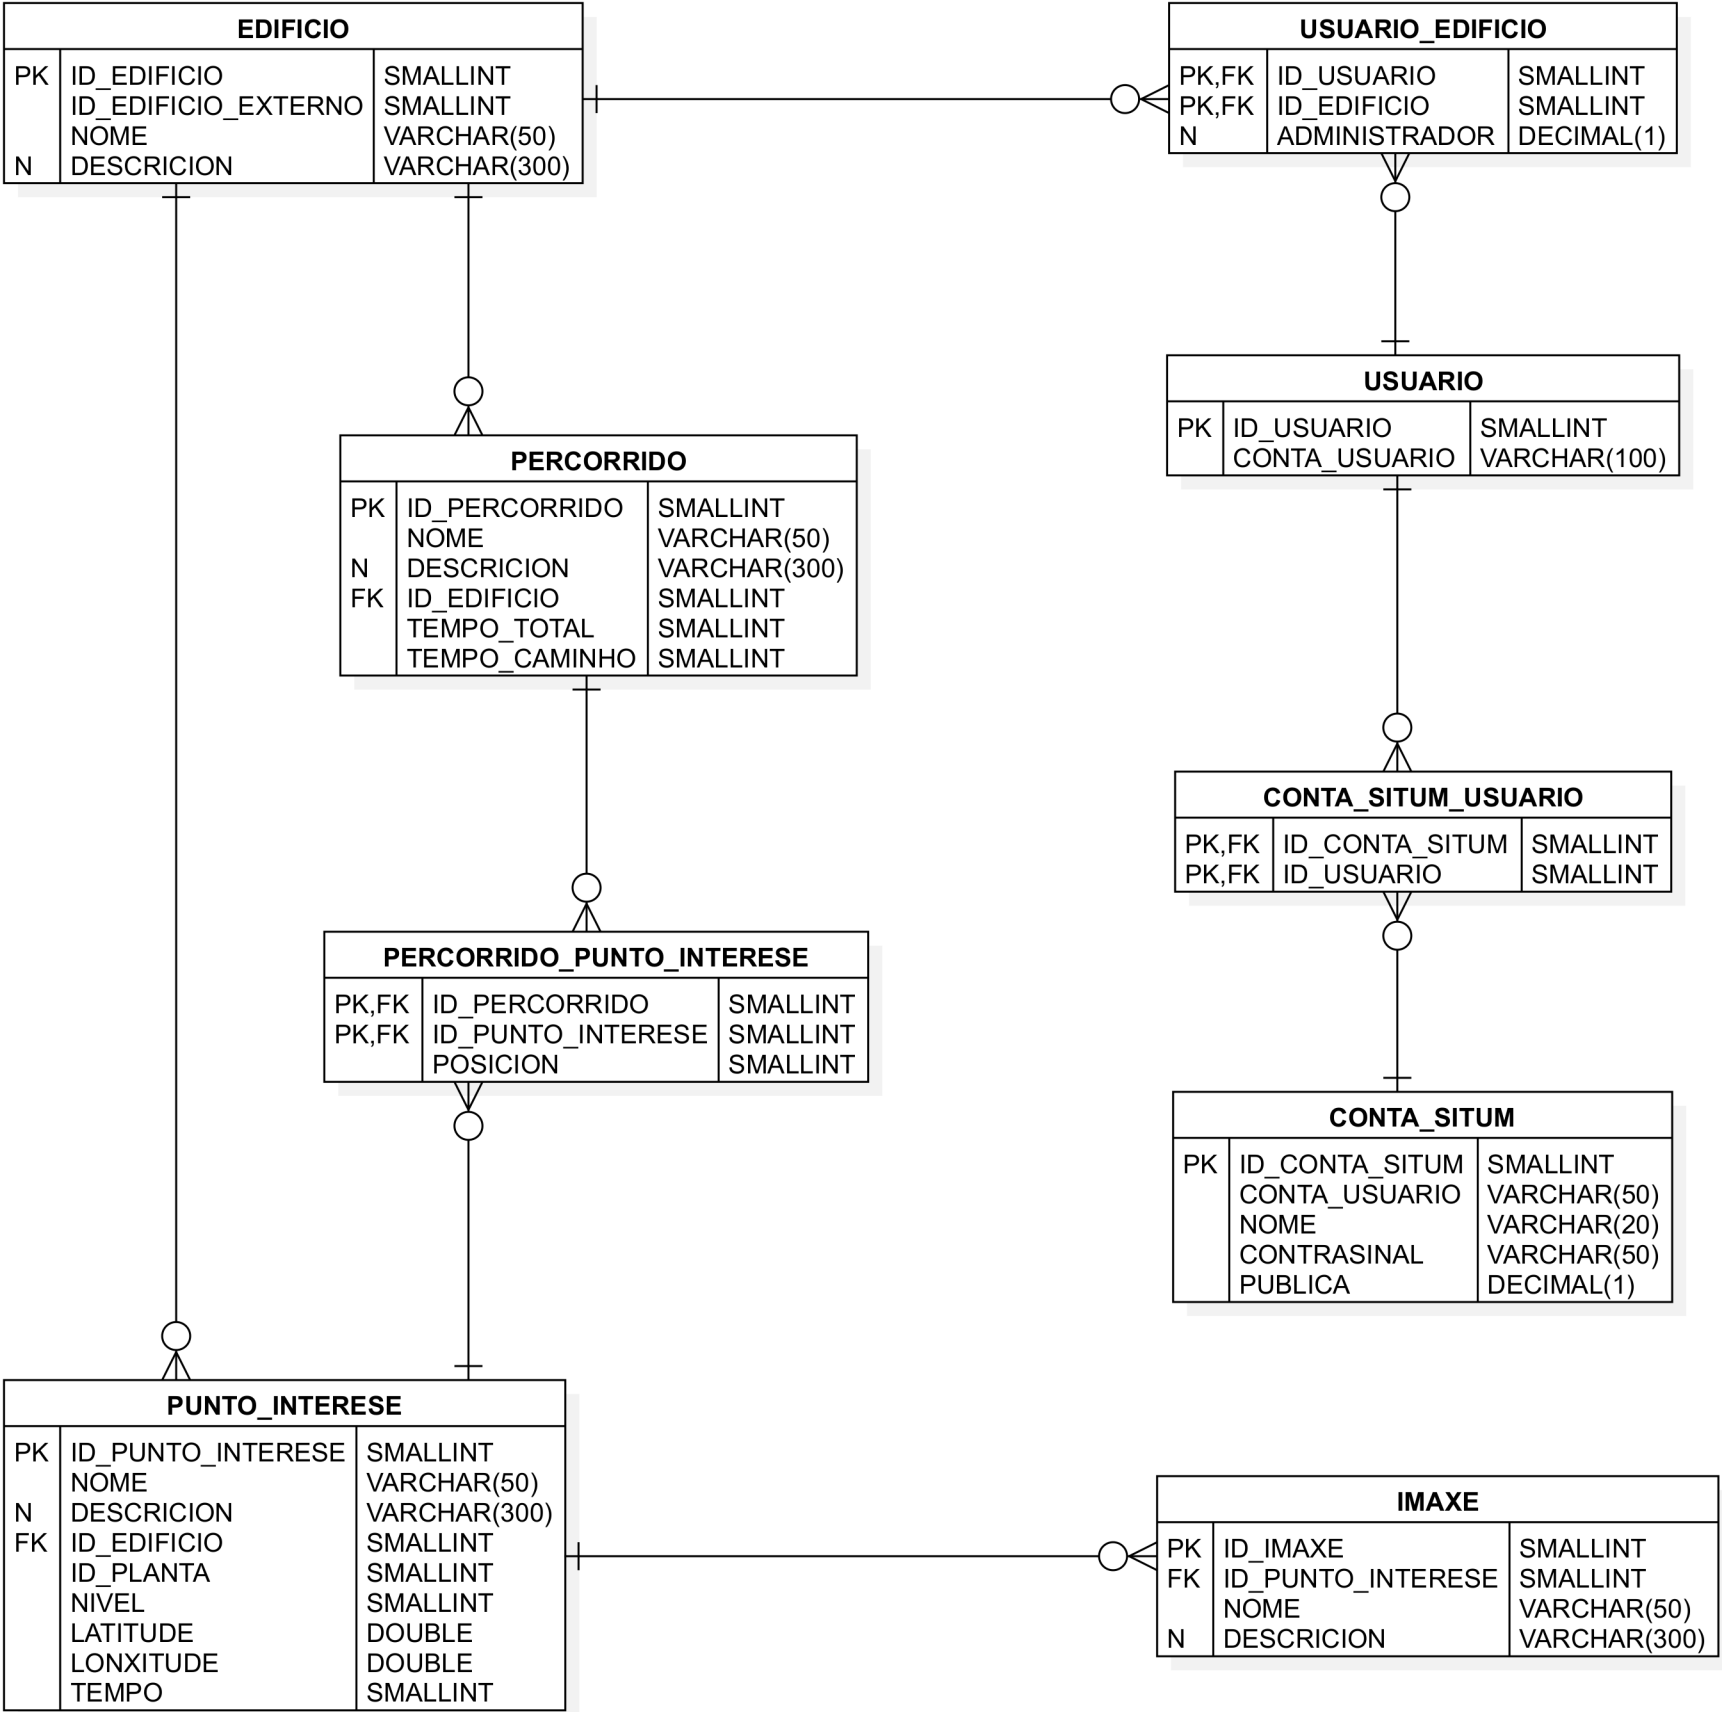 EDIFICIO
PK ID_EDIFICIO SMALLINT
ID_EDIFICIO_EXTERNO SMALLINT
NOME VARCHAR(50)
N DESCRICION VARCHAR(300)
USUARIO_EDIFICIO
PK,FK ID_USUARIO SMALLINT
PK,FK ID_EDIFICIO SMALLINT
N ADMINISTRADOR DECIMAL(1)
USUARIO
PK ID_USUARIO SMALLINT
CONTA_USUARIO VARCHAR(100)
PERCORRIDO
PK ID_PERCORRIDO SMALLINT
NOME VARCHAR(50)
N DESCRICION VARCHAR(300)
FK ID_EDIFICIO SMALLINT
TEMPO_TOTAL SMALLINT
TEMPO_CAMINHO SMALLINT
CONTA_SITUM_USUARIO
PK,FK ID_CONTA_SITUM SMALLINT
PK,FK ID_USUARIO SMALLINT
PERCORRIDO_PUNTO_INTERESE
PK,FK ID_PERCORRIDO SMALLINT
PK,FK ID_PUNTO_INTERESE SMALLINT
POSICION SMALLINT
CONTA_SITUM
PK ID_CONTA_SITUM SMALLINT
CONTA_USUARIO VARCHAR(50)
NOME VARCHAR(20)
CONTRASINAL VARCHAR(50)
PUBLICA DECIMAL(1)
PUNTO_INTERESE
PK ID_PUNTO_INTERESE SMALLINT
NOME VARCHAR(50)
N DESCRICION VARCHAR(300)
FK ID_EDIFICIO SMALLINT
ID_PLANTA SMALLINT
NIVEL SMALLINT
LATITUDE DOUBLE
LONXITUDE DOUBLE
TEMPO SMALLINT
IMAXE
PK ID_IMAXE SMALLINT
FK ID_PUNTO_INTERESE SMALLINT
NOME VARCHAR(50)
N DESCRICION VARCHAR(300)